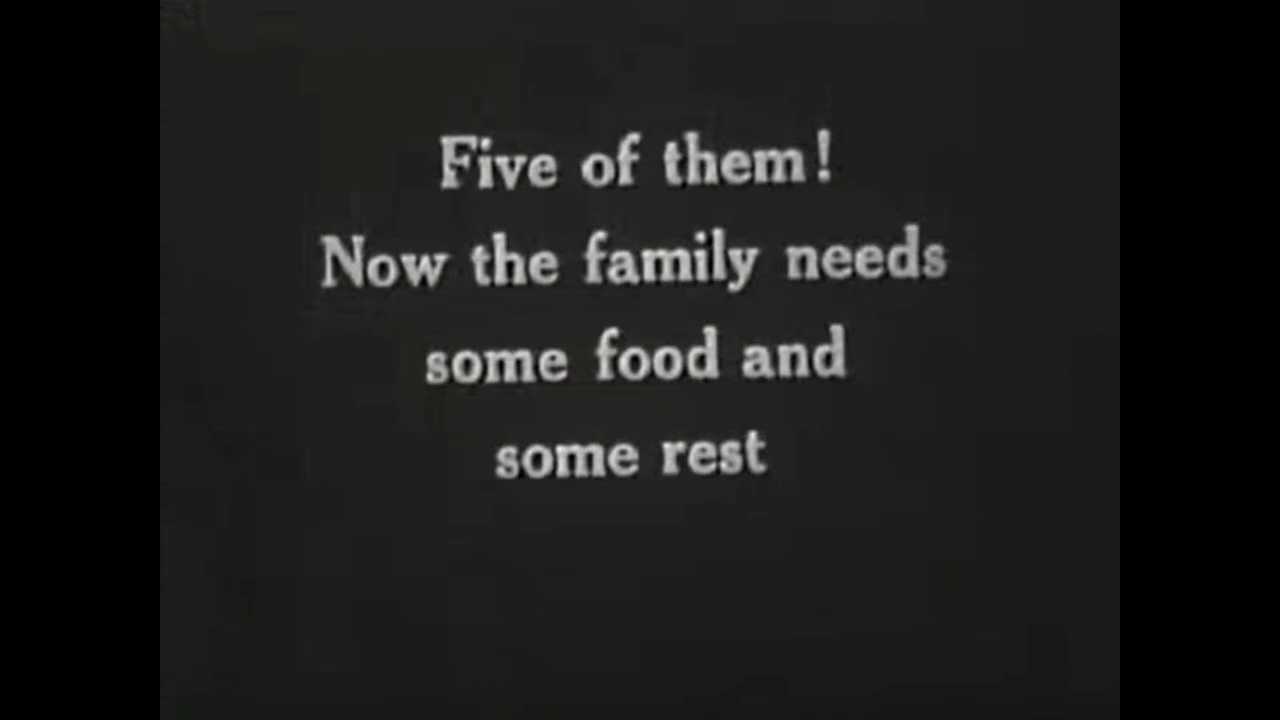 Five of them!
Now the family needs
some food and
some rest